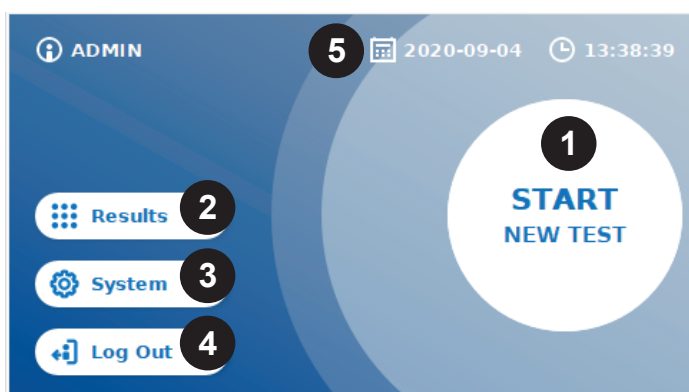 ADMIN 5 2020-09-04 13:38:39
1
START
NEW TEST
Results 2
System 3
Log Out 4